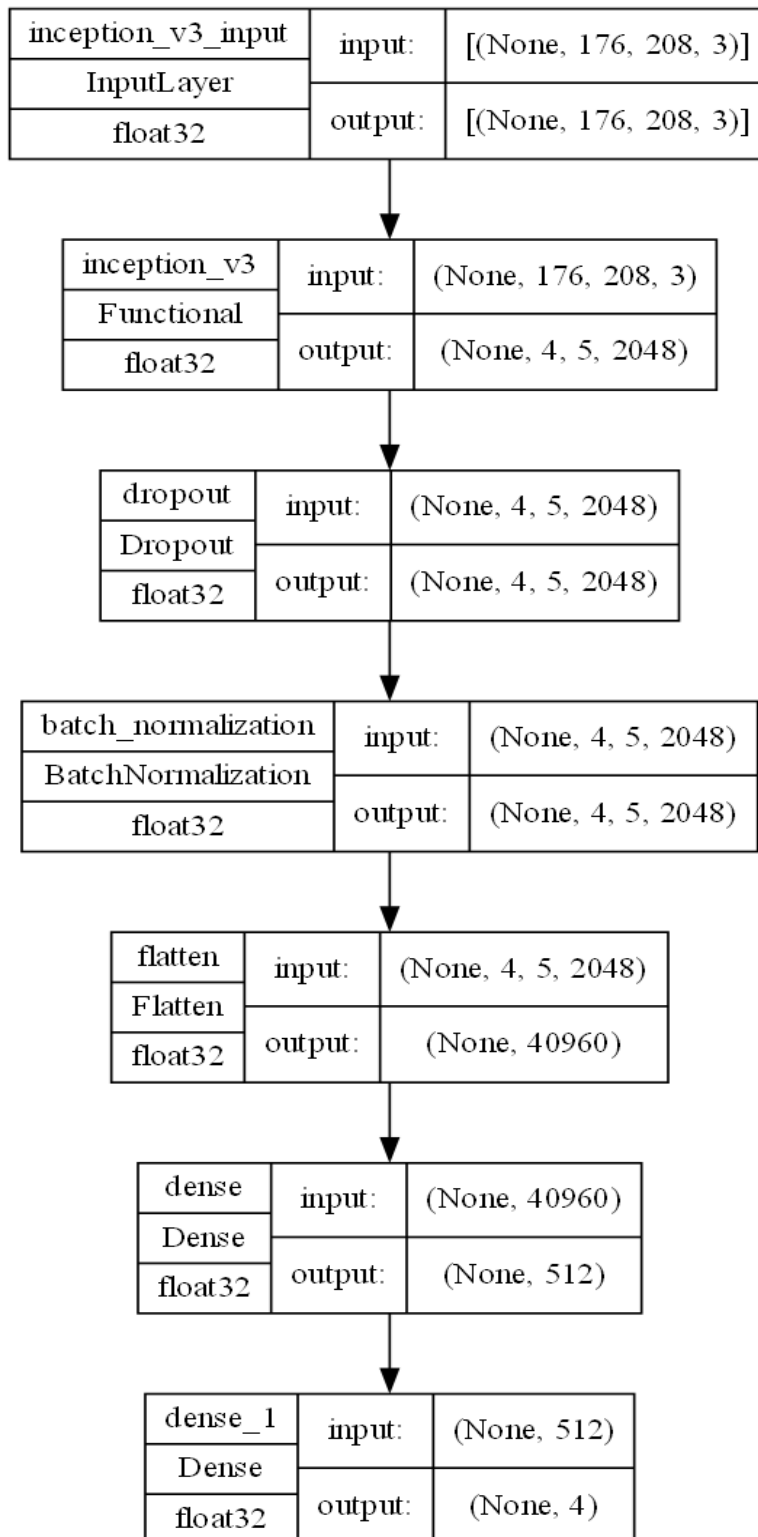 inception_v3_input
InputLayer
float32
input:
[(None, 176, 208, 3)]
output:
[(None, 176, 208, 3)]
inception_v3
Functional
float32
input:
(None, 176, 208, 3)
output:
(None, 4, 5, 2048)
dropout
Dropout
float32
input:
(None, 4, 5, 2048)
output:
(None, 4, 5, 2048)
batch_normalization
BatchNormalization
float32
input:
(None, 4, 5, 2048)
output:
(None, 4, 5, 2048)
flatten
Flatten
float32
input:
(None, 4, 5, 2048)
output:
(None, 40960)
dense
Dense
float32
input:
(None, 40960)
output:
(None, 512)
dense_1
Dense
float32
input:
(None, 512)
output:
(None, 4)